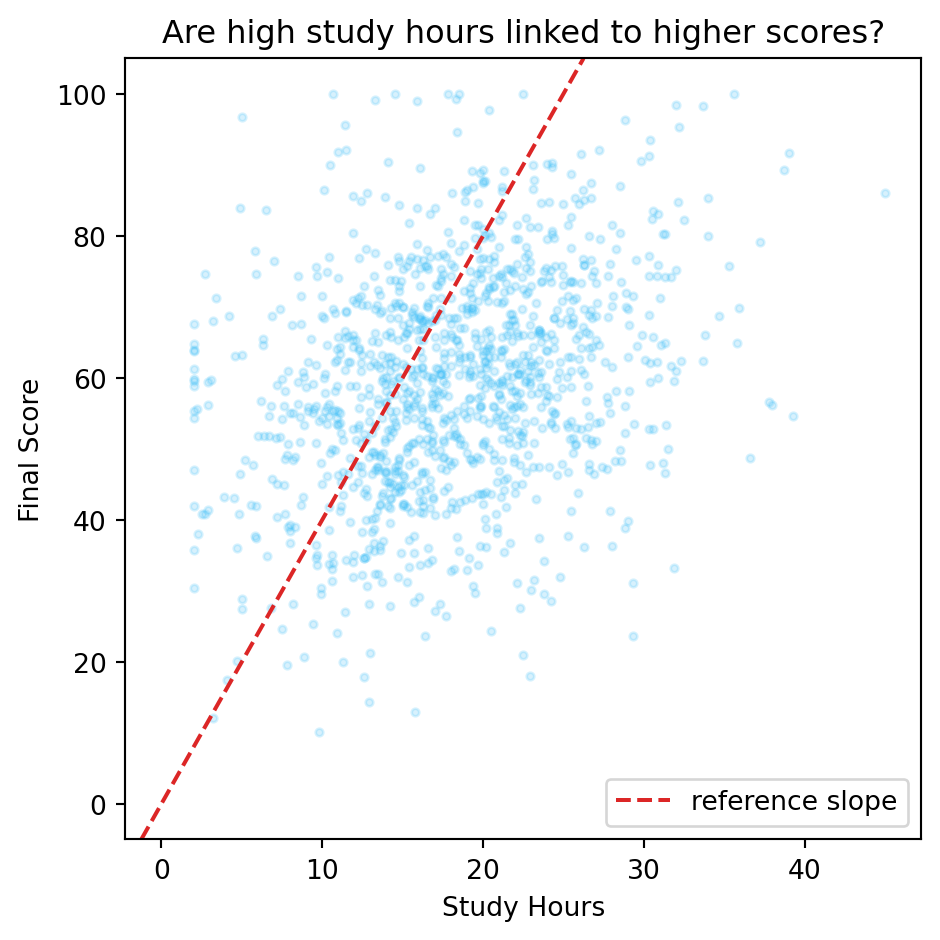 Are high study hours linked to higher scores?
100
80
60
40
20
0
Final Score
reference slope
0 10 20 30 40
Study Hours